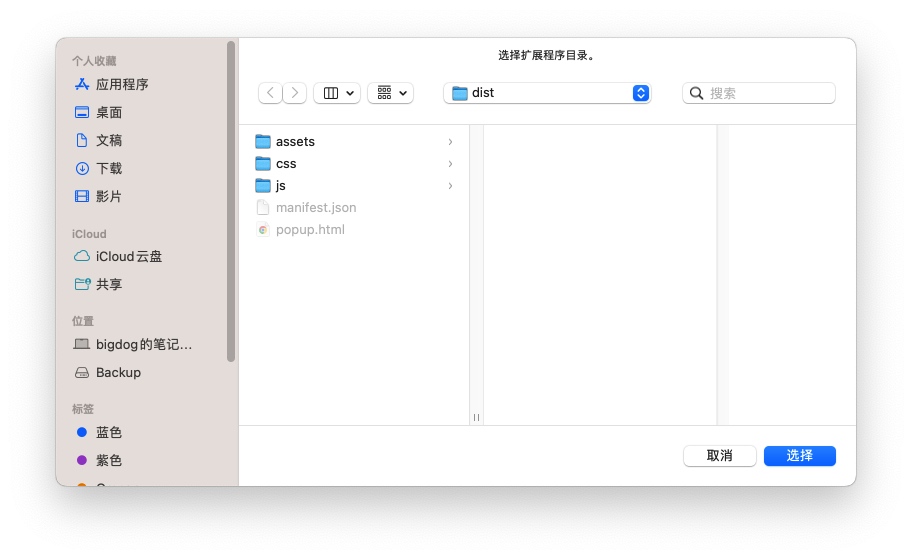 选择扩展程序目录。
个人收藏
应用程序
桌面
文稿
下载
影片
iCloud
iCloud云盘
共享
位置
bigdog的笔记…
Backup
标签
蓝色
紫色
dist
搜索
assets
css
js
manifest.json
popup.html
取消
选择